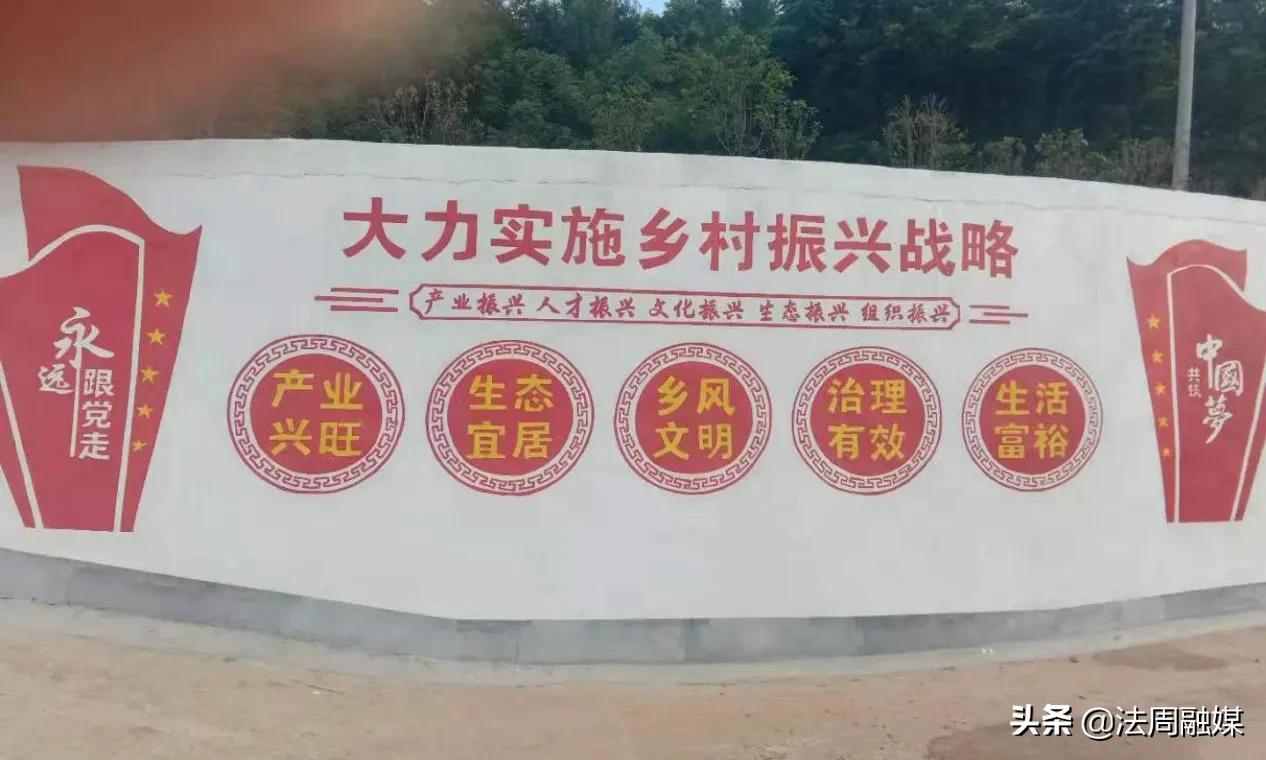 大力实施乡村振兴战略
产业振兴 人才振兴 文化振兴 生态振兴 组织振兴
永远
跟党走
产业
兴旺
生态
宜居
乡风
文明
治理
有效
生活
富裕
共筑
中國夢
头条 @法周融媒